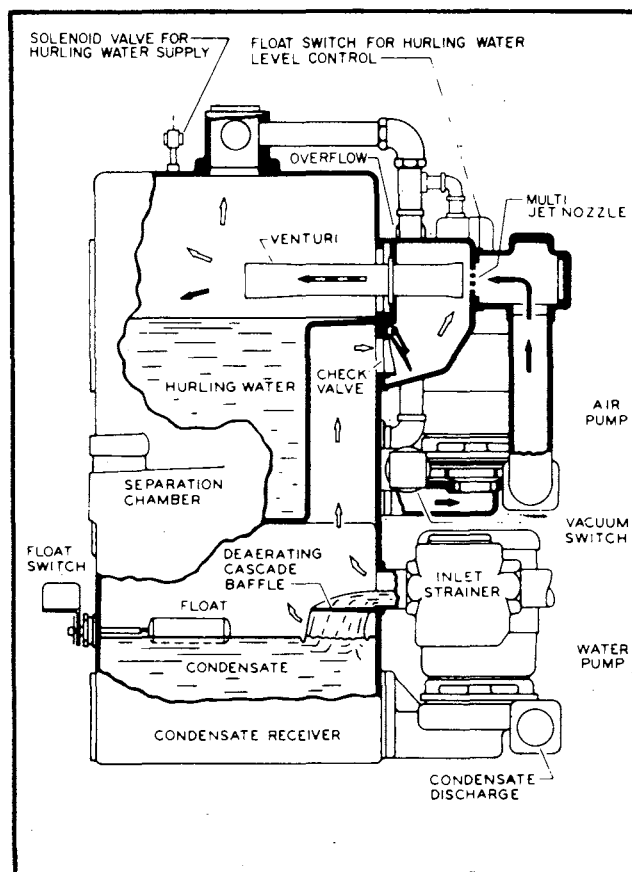 SOLENOID VALVE FOR
HURLING WATER SUPPLY
FLOAT SWITCH FOR HURLING WATER
LEVEL CONTROL
OVERFLOW
MULTI
JET NOZZLE
VENTURI
HURLING WATER
CHECK
VALVE
AIR
PUMP
SEPARATION
CHAMBER
VACUUM
SWITCH
FLOAT
SWITCH
DEAERATING
CASCADE
BAFFLE
INLET
STRAINER
FLOAT
WATER
PUMP
CONDENSATE
CONDENSATE RECEIVER
CONDENSATE
DISCHARGE